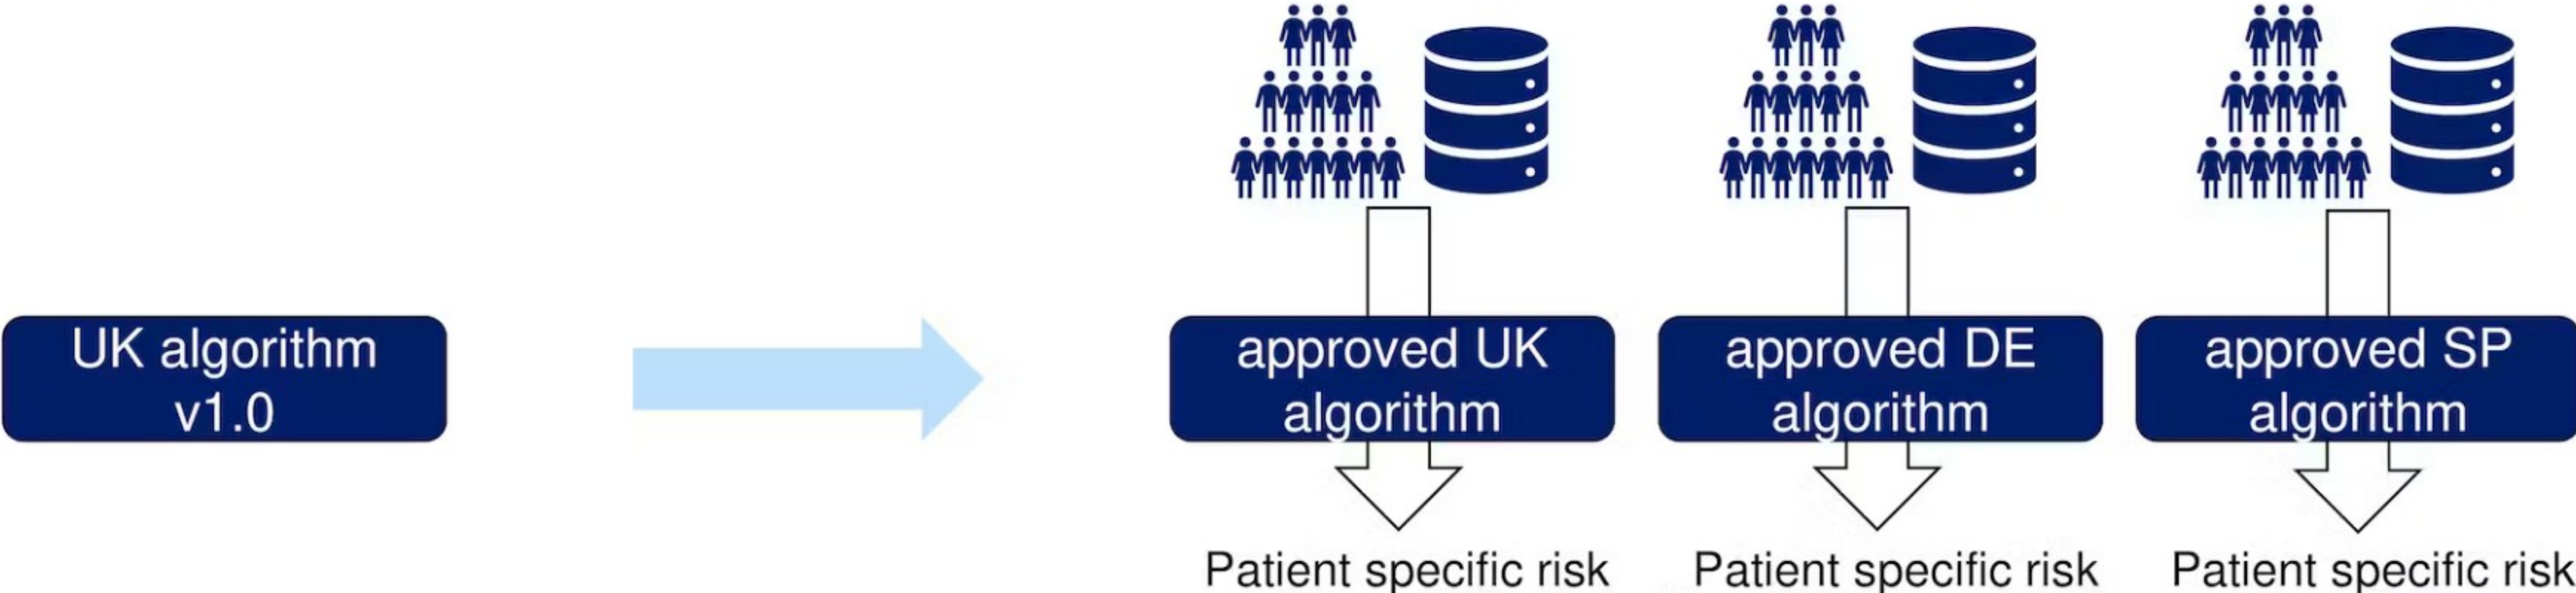 UK algorithm
v1.0
approved UK
algorithm
approved DE
algorithm
approved SP
algorithm
Patient specific risk
Patient specific risk
Patient specific risk